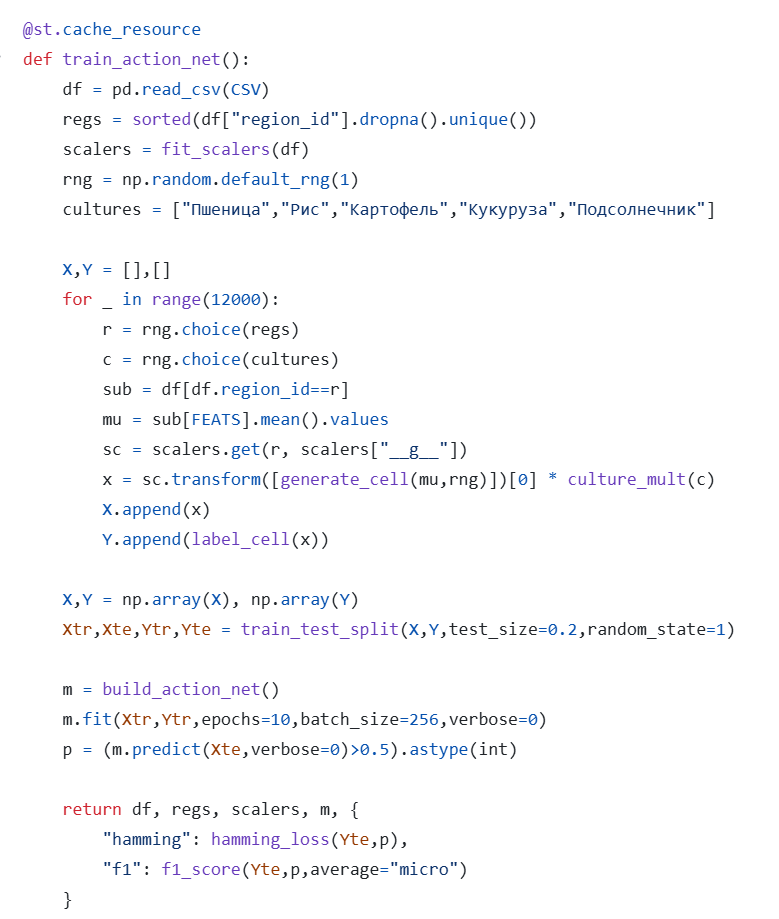 @st.cache_resource
def train_action_net():
    df = pd.read_csv(CSV)
    regs = sorted(df["region_id"].dropna().unique())
    scalers = fit_scalers(df)
    rng = np.random.default_rng(1)
    cultures = ["Пшеница","Рис","Картофель","Кукуруза","Подсолнечник"]

    X,Y = [],[]
    for _ in range(12000):
        r = rng.choice(regs)
        c = rng.choice(cultures)
        sub = df[df.region_id==r]
        mu = sub[FEATS].mean().values
        sc = scalers.get(r, scalers["__g__"])
        x = sc.transform([generate_cell(mu,rng)])[0] * culture_mult(c)
        X.append(x)
        Y.append(label_cell(x))

    X,Y = np.array(X), np.array(Y)
    Xtr,Xte,Ytr,Yte = train_test_split(X,Y,test_size=0.2,random_state=1)

    m = build_action_net()
    m.fit(Xtr,Ytr,epochs=10,batch_size=256,verbose=0)
    p = (m.predict(Xte,verbose=0)>0.5).astype(int)

    return df, regs, scalers, m, {
        "hamming": hamming_loss(Yte,p),
        "f1": f1_score(Yte,p,average="micro")
    }